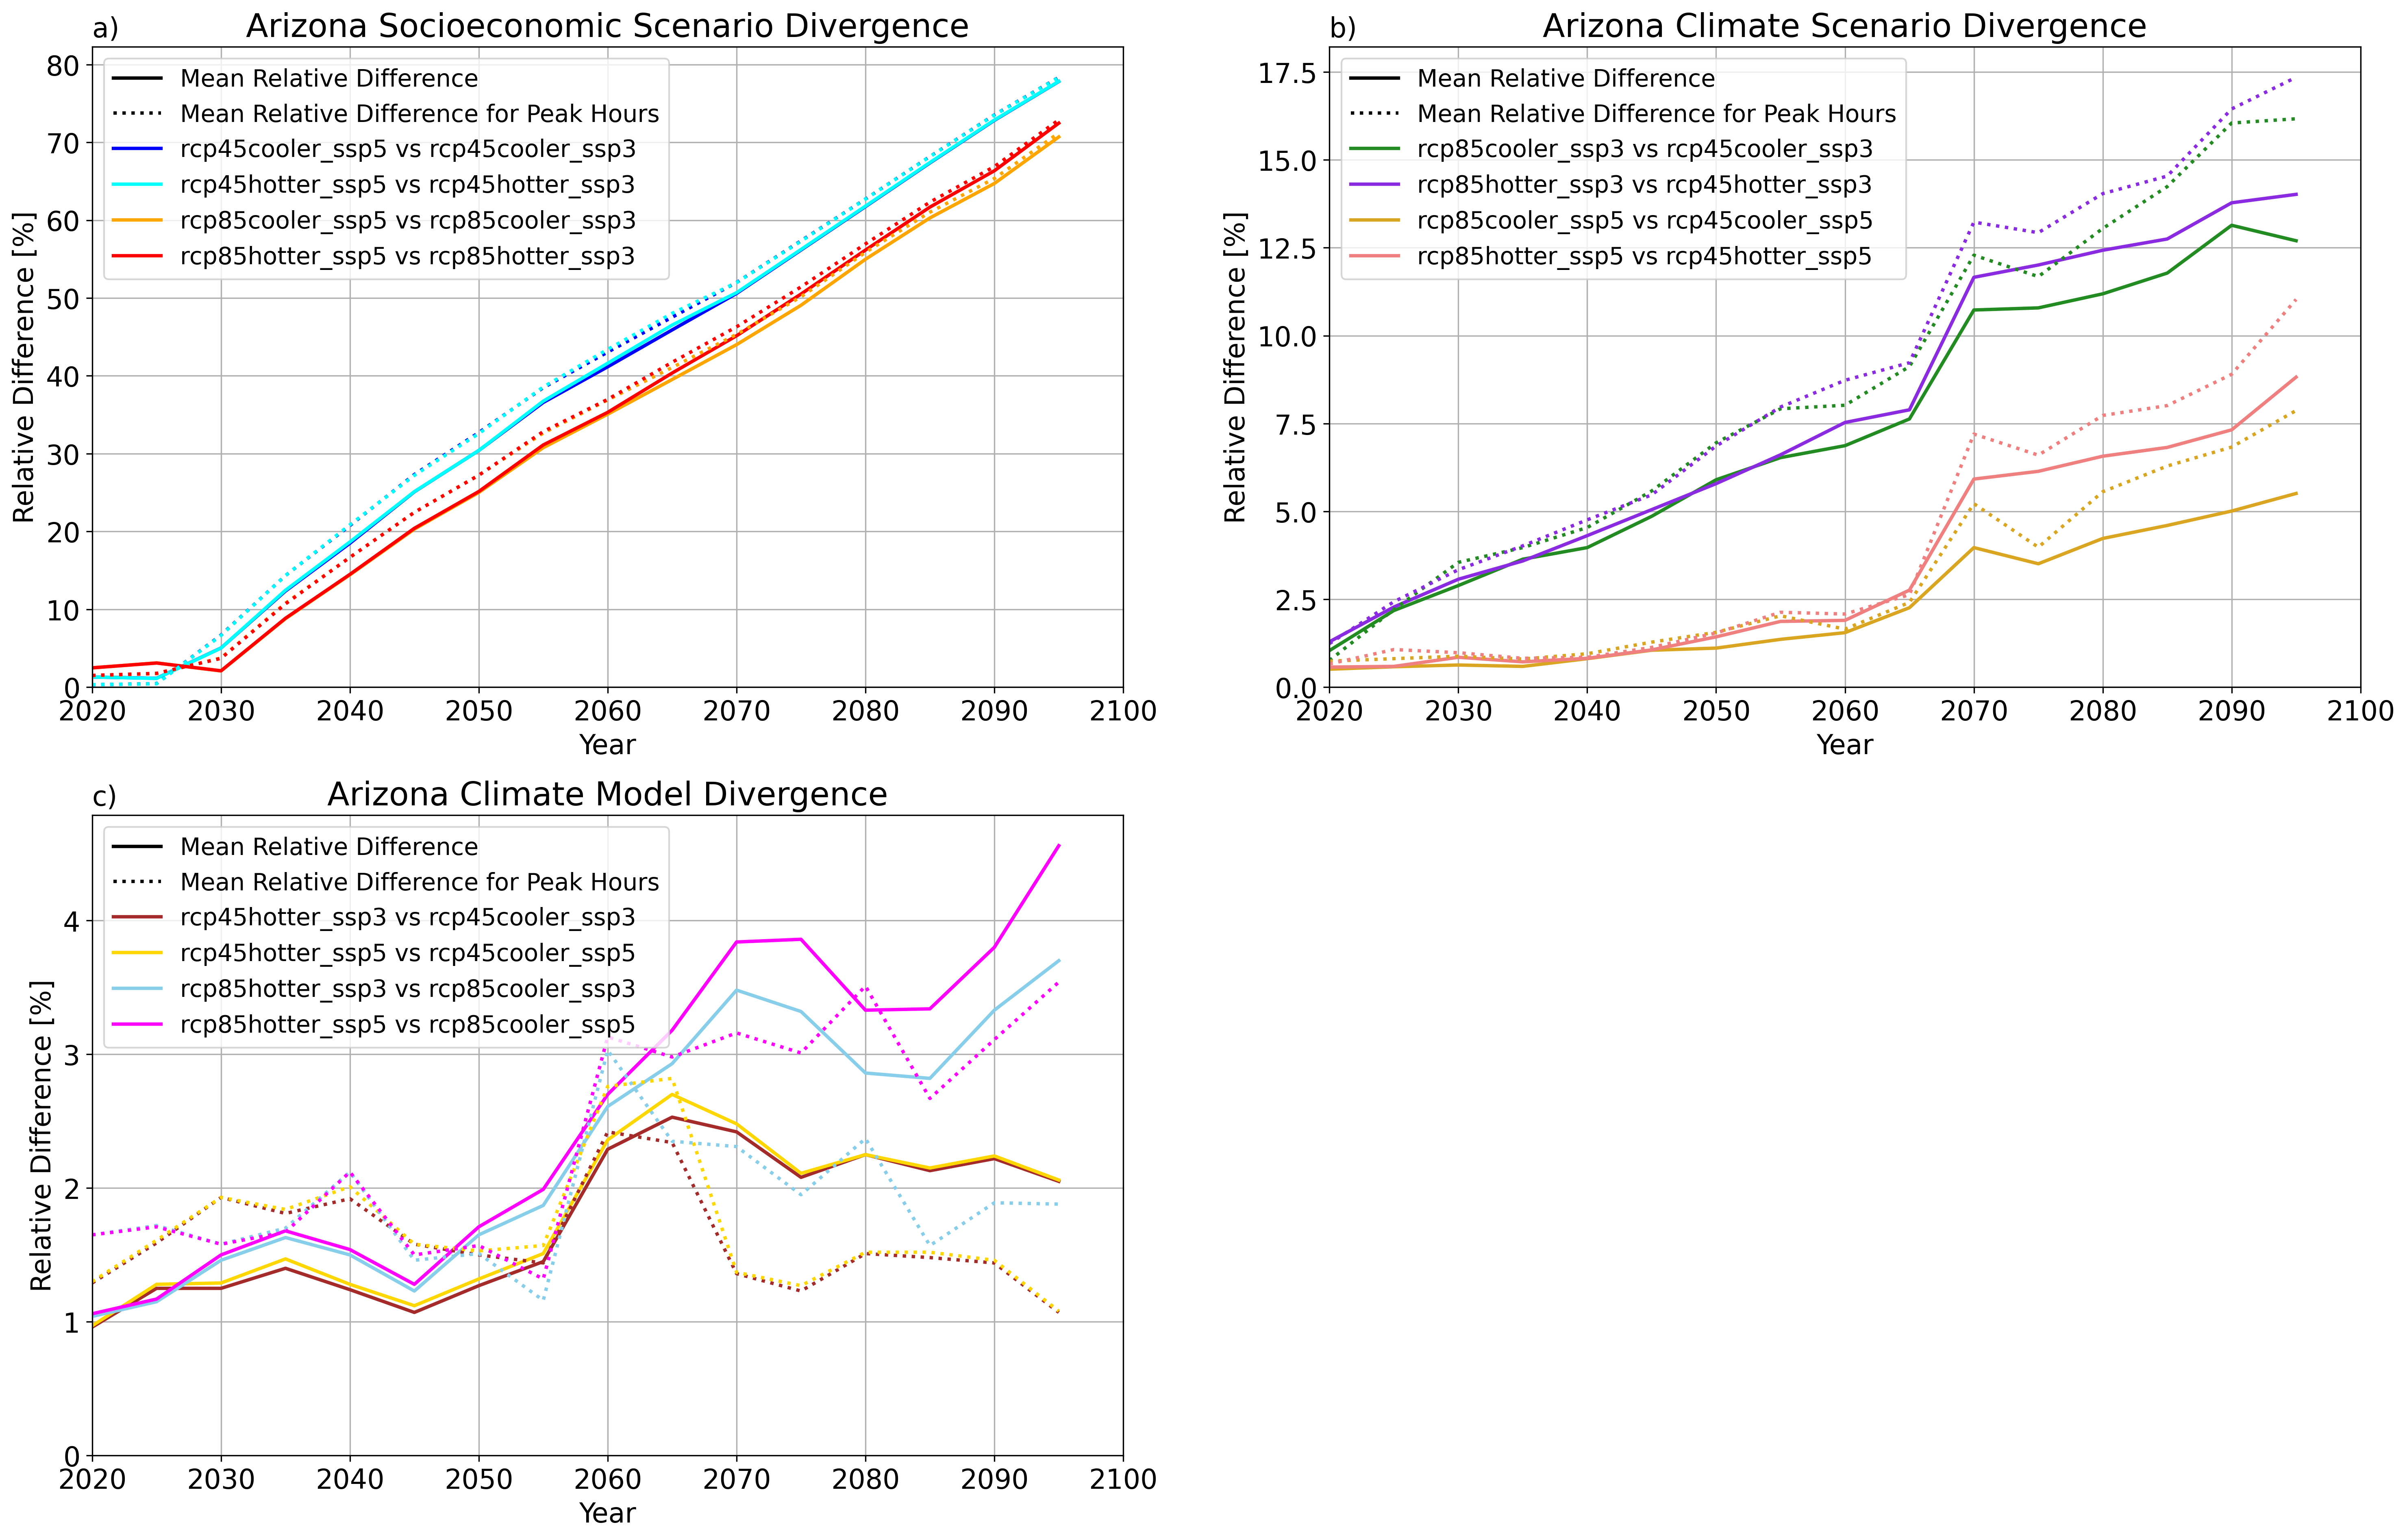 a)
Arizona Socioeconomic Scenario Divergence
Relative Difference [%]
80
70
60
50
40
30
20
10
0
Mean Relative Difference
Mean Relative Difference for Peak Hours
rcp45cooler_ssp5 vs rcp45cooler_ssp3
rcp45hotter_ssp5 vs rcp45hotter_ssp3
rcp85cooler_ssp5 vs rcp85cooler_ssp3
rcp85hotter_ssp5 vs rcp85hotter_ssp3
2020 2030 2040 2050 2060 2070 2080 2090 2100
Year
b)
Arizona Climate Scenario Divergence
Relative Difference [%]
17.5
15.0
12.5
10.0
7.5
5.0
2.5
0.0
Mean Relative Difference
Mean Relative Difference for Peak Hours
rcp85cooler_ssp3 vs rcp45cooler_ssp3
rcp85hotter_ssp3 vs rcp45hotter_ssp3
rcp85cooler_ssp5 vs rcp45cooler_ssp5
rcp85hotter_ssp5 vs rcp45hotter_ssp5
2020 2030 2040 2050 2060 2070 2080 2090 2100
Year
c)
Arizona Climate Model Divergence
Relative Difference [%]
4
3
2
1
0
Mean Relative Difference
Mean Relative Difference for Peak Hours
rcp45hotter_ssp3 vs rcp45cooler_ssp3
rcp45hotter_ssp5 vs rcp45cooler_ssp5
rcp85hotter_ssp3 vs rcp85cooler_ssp3
rcp85hotter_ssp5 vs rcp85cooler_ssp5
2020 2030 2040 2050 2060 2070 2080 2090 2100
Year